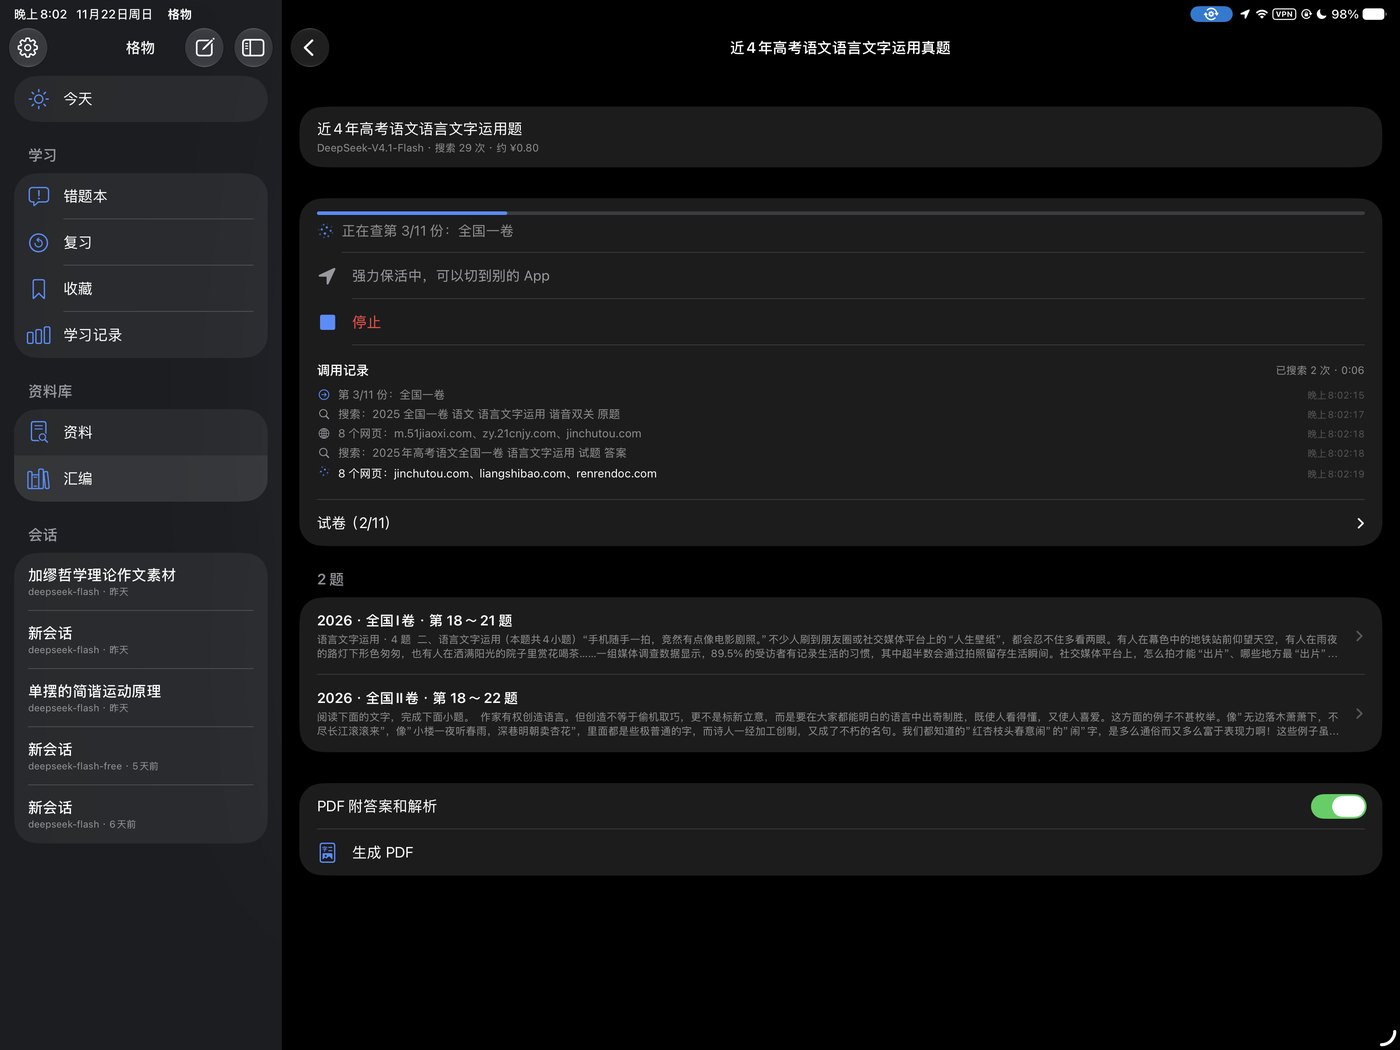 晚上8:02 11月22日周日 格物
VPN 98%
格物
近4年高考语文语言文字运用真题
今天
学习
错题本
复习
收藏
学习记录
资料库
资料
汇编
会话
加缪哲学理论作文素材
deepseek-flash · 昨天
新会话
deepseek-flash · 昨天
单摆的简谐运动原理
deepseek-flash · 昨天
新会话
deepseek-flash-free · 5天前
新会话
deepseek-flash · 6天前
近4年高考语文语言文字运用题
DeepSeek-V4.1-Flash · 搜索 29 次 · 约 ¥0.80
正在查第 3/11 份：全国一卷
强力保活中，可以切到别的 App
停止
调用记录 已搜索 2 次 · 0:06
第 3/11 份：全国一卷 晚上8:02:15
搜索：2025 全国一卷 语文 语言文字运用 谐音双关 原题 晚上8:02:17
8 个网页：m.51jiaoxi.com、zy.21cnjy.com、jinchutou.com 晚上8:02:18
搜索：2025年高考语文全国一卷 语言文字运用 试题 答案 晚上8:02:18
8 个网页：jinchutou.com、liangshibao.com、renrendoc.com 晚上8:02:19
试卷（2/11）
2 题
2026 · 全国Ⅰ卷 · 第 18～21 题
语言文字运用 · 4 题 二、语言文字运用（本题共4小题）“手机随手一拍，竟然有点像电影剧照。”不少人刷到朋友圈或社交媒体平台上的“人生壁纸”，都会忍不住多看两眼。有人在暮色中的地铁站前仰望天空，有人在雨夜
的路灯下形色匆匆，也有人在洒满阳光的院子里赏花喝茶……一组媒体调查数据显示，89.5%的受访者有记录生活的习惯，其中超半数会通过拍照留存生活瞬间。社交媒体平台上，怎么拍才能“出片”、哪些地方最“出片”…
2026 · 全国Ⅱ卷 · 第 18～22 题
阅读下面的文字，完成下面小题。 作家有权创造语言。但创造不等于偷机取巧，更不是标新立意，而是要在大家都能明白的语言中出奇制胜，既使人看得懂，又使人喜爱。这方面的例子不甚枚举。像“无边落木萧萧下，不
尽长江滚滚来”，像“小楼一夜听春雨，深巷明朝卖杏花”，里面都是些极普通的字，而诗人一经加工创制，又成了不朽的名句。我们都知道的“红杏枝头春意闹”的“闹”字，是多么通俗而又多么富于表现力啊！这些例子虽…
PDF 附答案和解析
生成 PDF